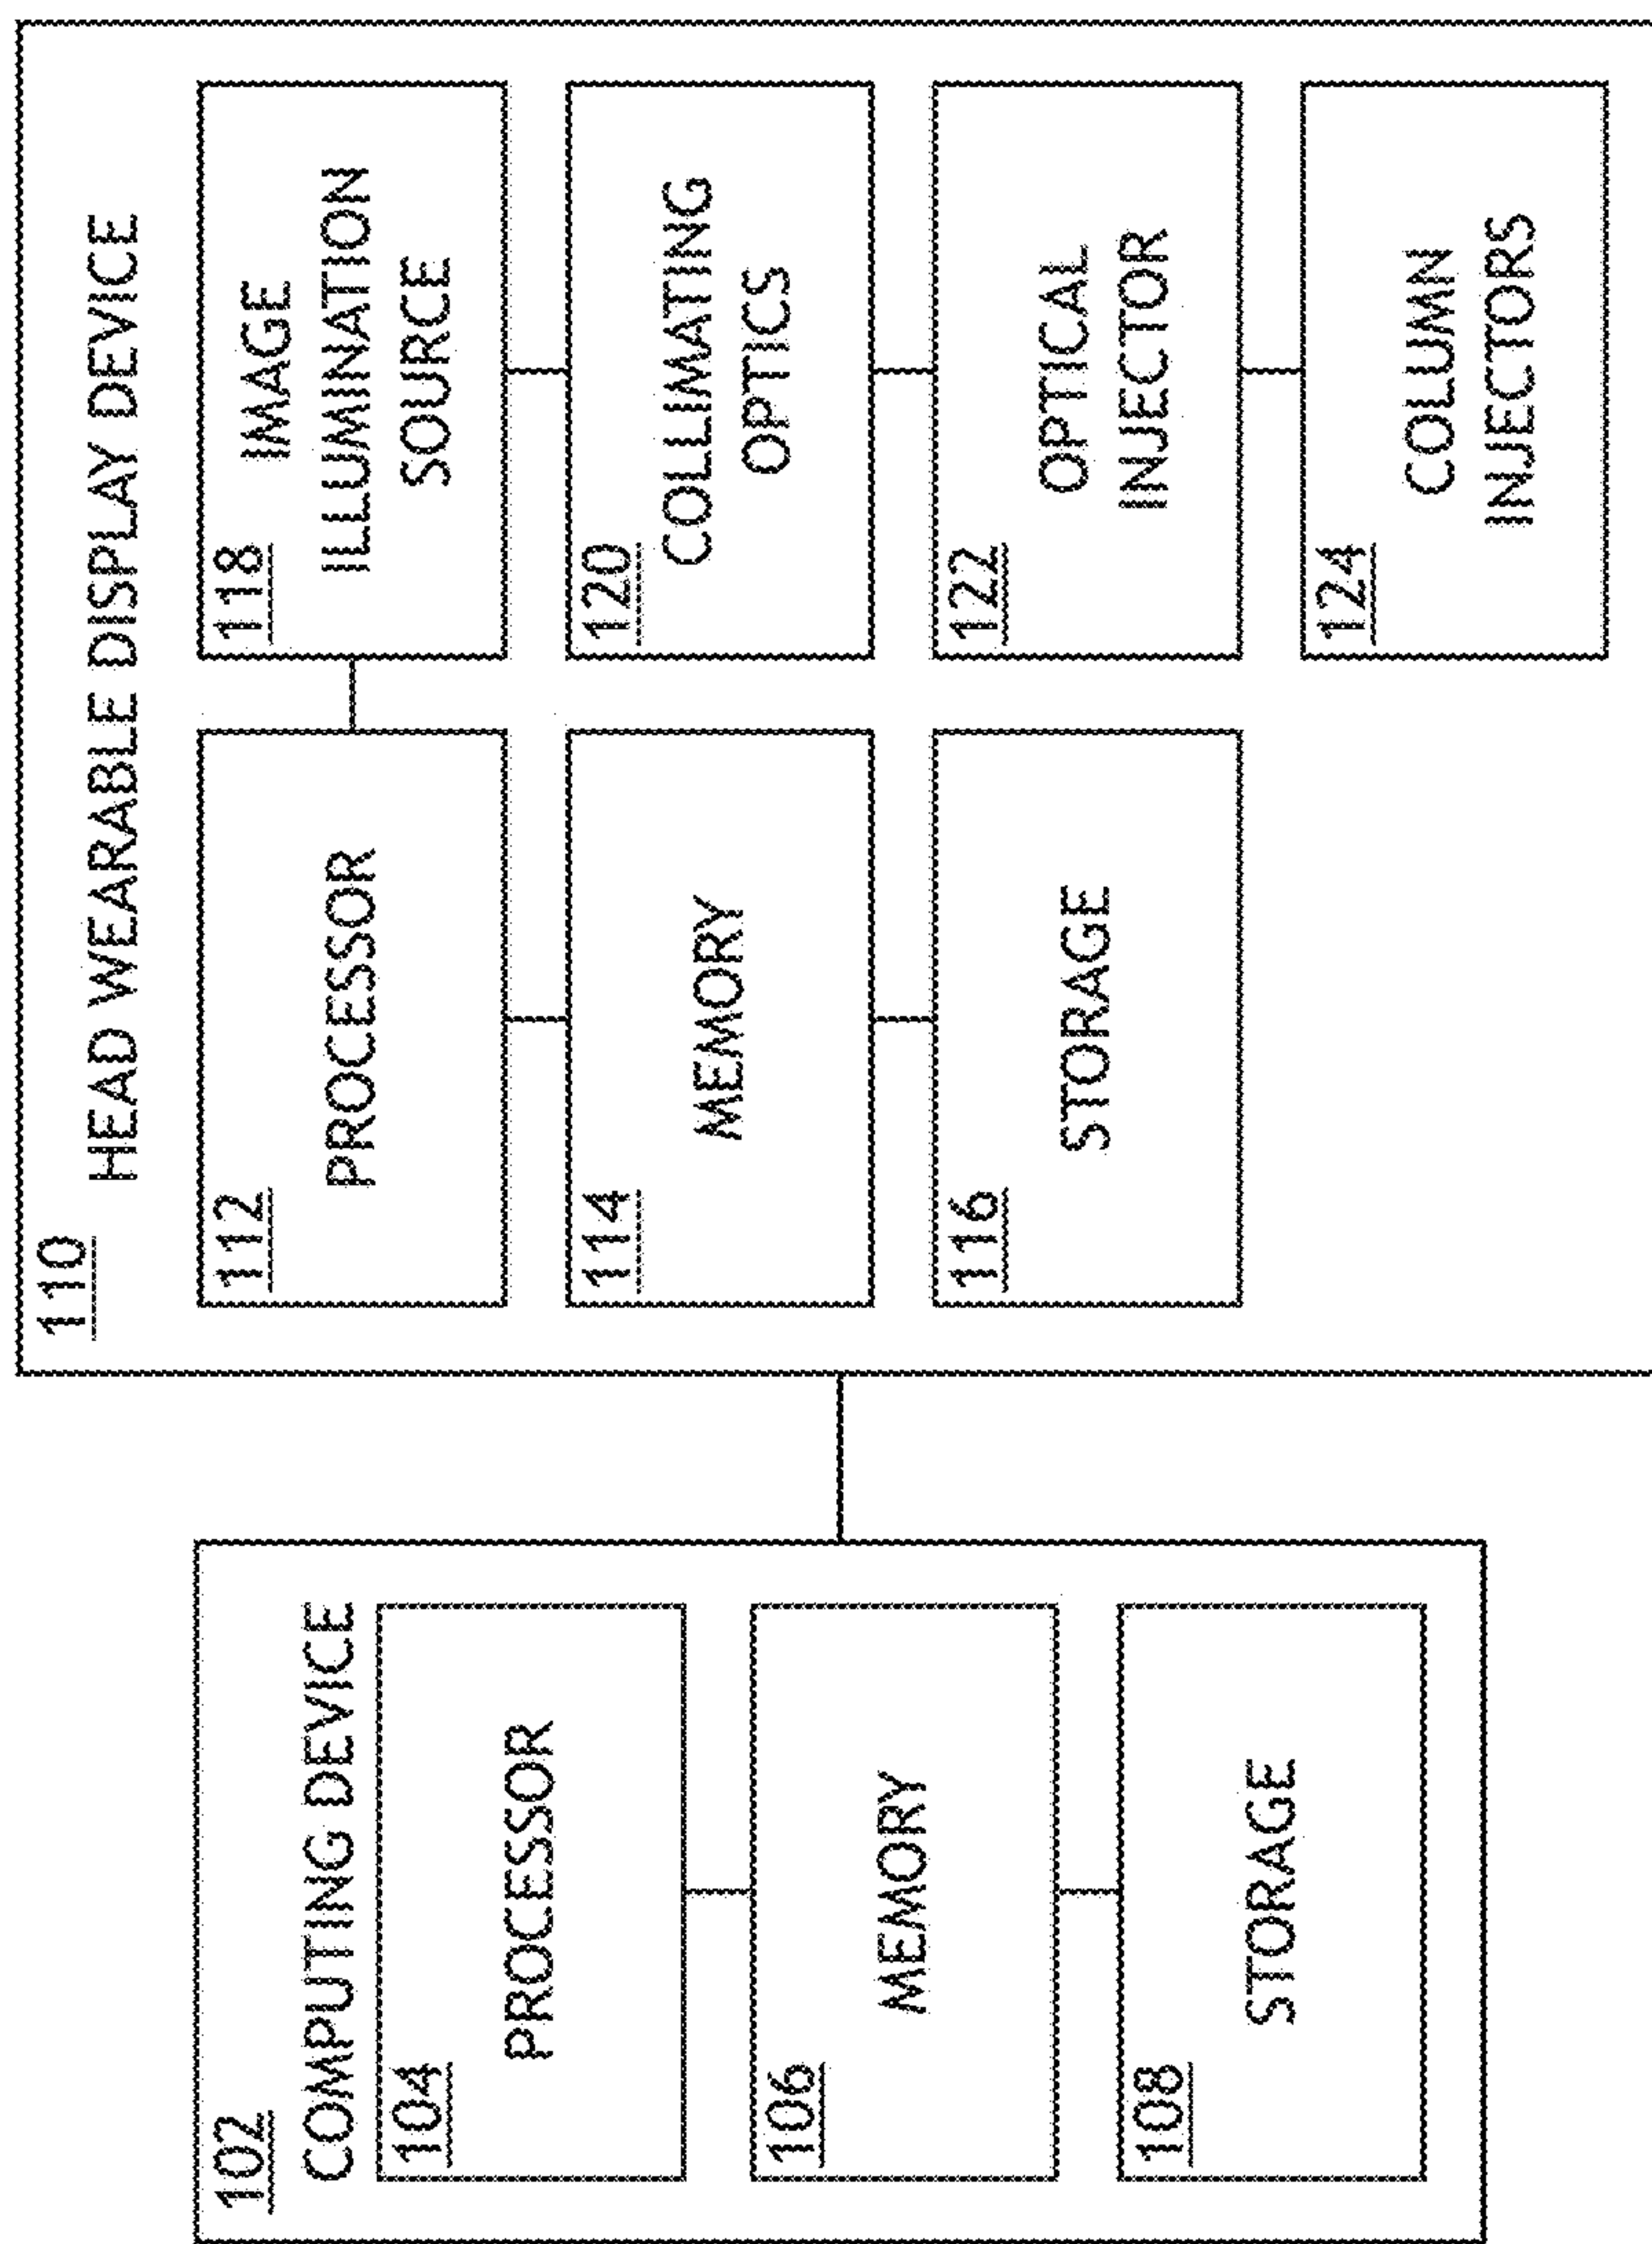 102
COMPUTING DEVICE
104
PROCESSOR
106
MEMORY
108
STORAGE
110
HEAD WEARABLE DISPLAY DEVICE
112
PROCESSOR
114
MEMORY
116
STORAGE
118
IMAGE
ILLUMINATION
SOURCE
120
COLLIMATING
OPTICS
122
OPTICAL
INJECTOR
124
COLUMN
INJECTORS